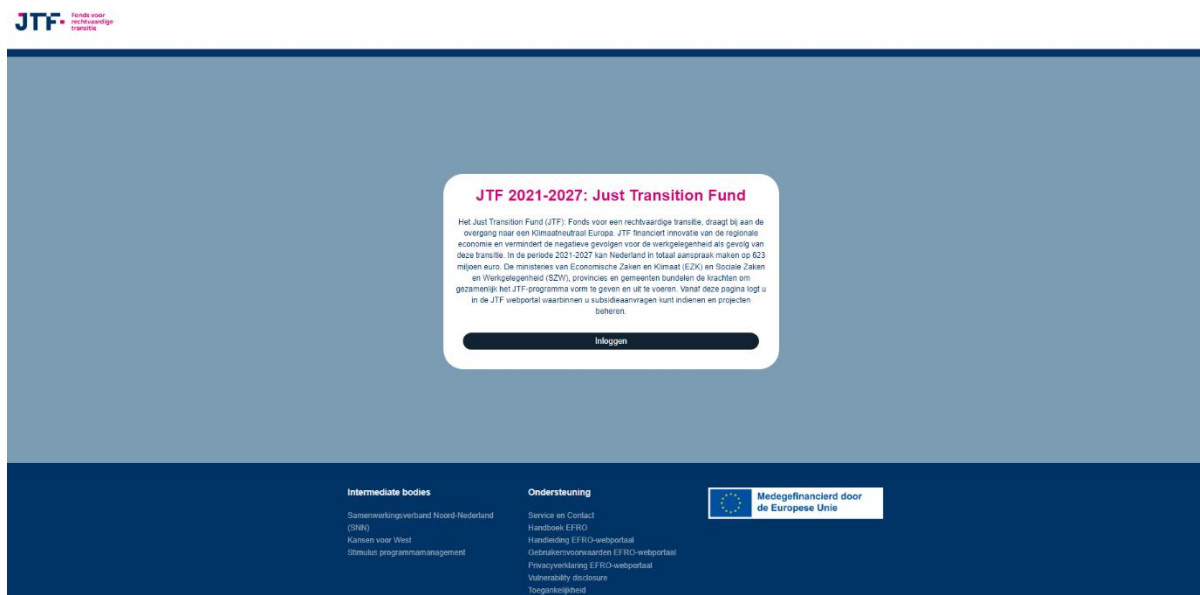 JTF
Fonds voor
rechtvaardige
transitie
JTF 2021-2027: Just Transition Fund
Het Just Transition Fund (JTF): Fonds voor een rechtvaardige transitie, draagt bij aan de
overgang naar een Klimaatneutraal Europa. JTF financiert innovatie van de regionale
economie en vermindert de negatieve gevolgen voor de werkgelegenheid als gevolg van
deze transitie. In de periode 2021-2027 kan Nederland in totaal aanspraak maken op 623
miljoen euro. De ministeries van Economische Zaken en Klimaat (EZK) en Sociale Zaken
en Werkgelegenheid (SZW), provincies en gemeenten bundelen de krachten om
gezamenlijk het JTF-programma vorm te geven en uit te voeren. Vanaf deze pagina logt u
in de JTF webportal waarbinnen u subsidieaanvragen kunt indienen en projecten
beheren.
Inloggen
Intermediate bodies
Samenwerkingsverband Noord-Nederland
(SNN)
Kansen voor West
Stimulus programmamanagement
Ondersteuning
Service en Contact
Handboek EFRO
Handleiding EFRO-webportaal
Gebruikersvoorwaarden EFRO-webportaal
Privacyverklaring EFRO-webportaal
Vulnerability disclosure
Toegankelijkheid
Medegefinancierd door
de Europese Unie